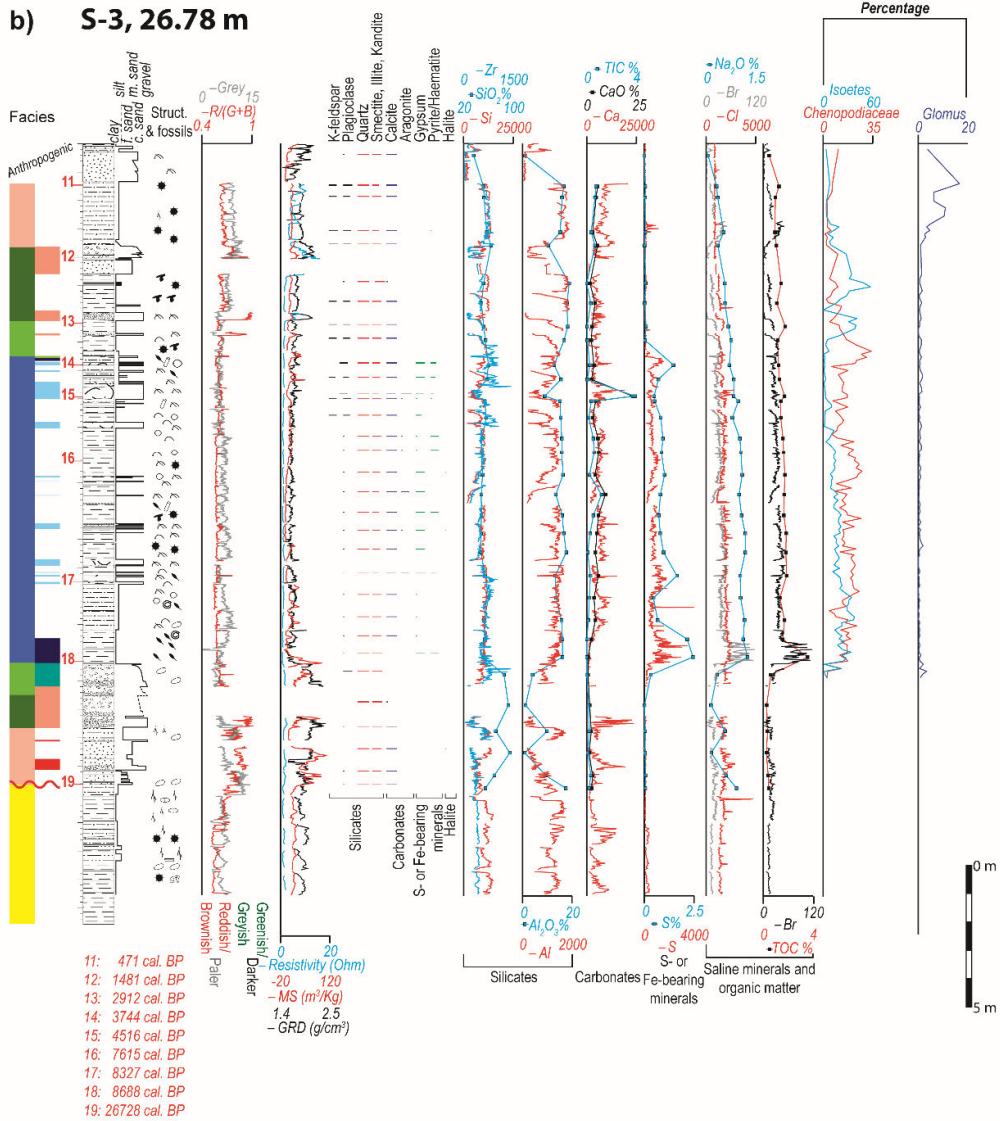 b) S-3, 26.78 m
Percentage
Facies
Anthropogenic
clay
silt
f. sand
m. sand
c. sand
gravel
Struct.
& fossils
–Grey
0 15
–R/(G+B)
0.4 1
K-feldspar
Plagioclase
Quartz
Smectite, Illite, Kandite
Calcite
Aragonite
Gypsum
Pyrite/Haematite
Halite
–Zr
0 1500
SiO2%
20 100
–Si
0 25000
TIC %
0 4
CaO %
0 25
–Ca
0 25000
Na2O %
0 1.5
–Br
0 120
–Cl
0 5000
Isoetes
0 60
Chenopodiaceae
0 35
Glomus
0 20
11
12
13
14
15
16
17
18
19
Silicates
Carbonates
S- or Fe-bearing
minerals
Halite
Brownish
Reddish/
Greyish
Greenish/
Paler
Darker
0 20
–Resistivity (Ohm)
-20 120
–MS (m³/Kg)
1.4 2.5
–GRD (g/cm³)
0 20
Al2O3%
–Al
0 2000
0 2.5
S%
0 4000
–S
0 120
–Br
0 4
TOC %
Silicates
Carbonates
S- or
Fe-bearing
minerals
Saline minerals and
organic matter
0 m
5 m
11: 471 cal. BP
12: 1481 cal. BP
13: 2912 cal. BP
14: 3744 cal. BP
15: 4516 cal. BP
16: 7615 cal. BP
17: 8327 cal. BP
18: 8688 cal. BP
19: 26728 cal. BP